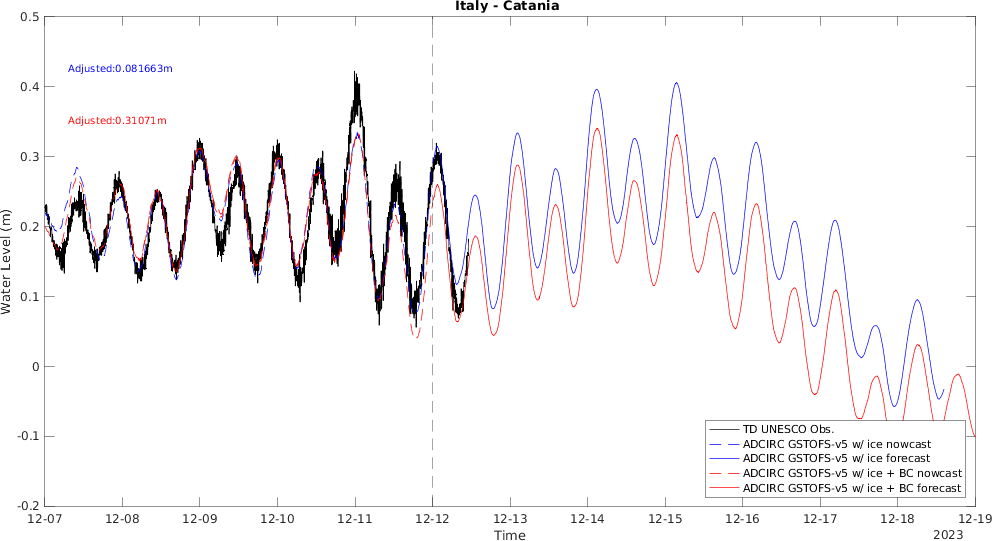 Italy - Catania
Adjusted:0.081663m
Adjusted:0.31071m
Water Level (m)
0.5
0.4
0.3
0.2
0.1
0
-0.1
-0.2
TD UNESCO Obs.
ADCIRC GSTOFS-v5 w/ ice nowcast
ADCIRC GSTOFS-v5 w/ ice forecast
ADCIRC GSTOFS-v5 w/ ice + BC nowcast
ADCIRC GSTOFS-v5 w/ ice + BC forecast
12-07 12-08 12-09 12-10 12-11 12-12 12-13 12-14 12-15 12-16 12-17 12-18 12-19
Time
2023